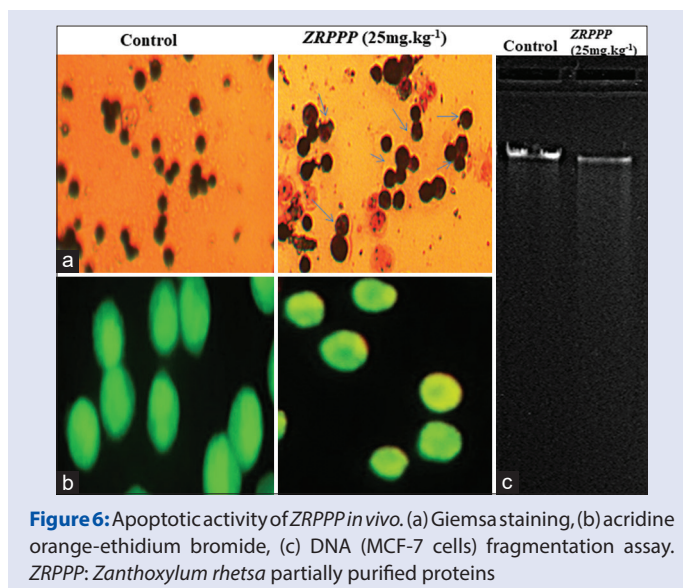 Control
ZRPPP (25mg.kg-1)
Control
ZRPPP
(25mg.kg-1)
a
b
c
Figure 6: Apoptotic activity of ZRPPP in vivo. (a) Giemsa staining, (b) acridine
orange-ethidium bromide, (c) DNA (MCF-7 cells) fragmentation assay.
ZRPPP: Zanthoxylum rhetsa partially purified proteins